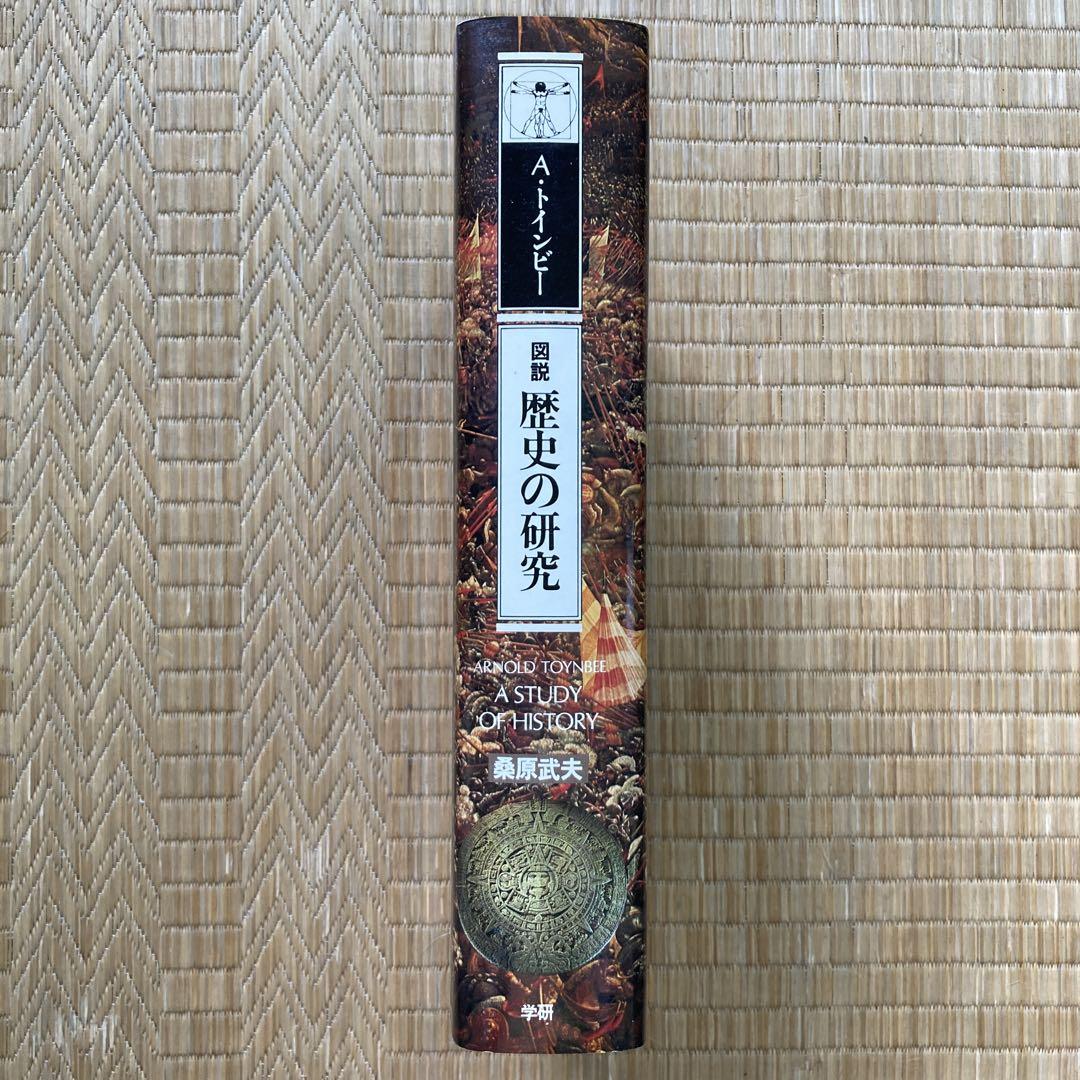 A・トインビー
図説
歴史の研究
ARNOLD TOYNBEE
A STUDY
OF HISTORY
桑原武夫
学研